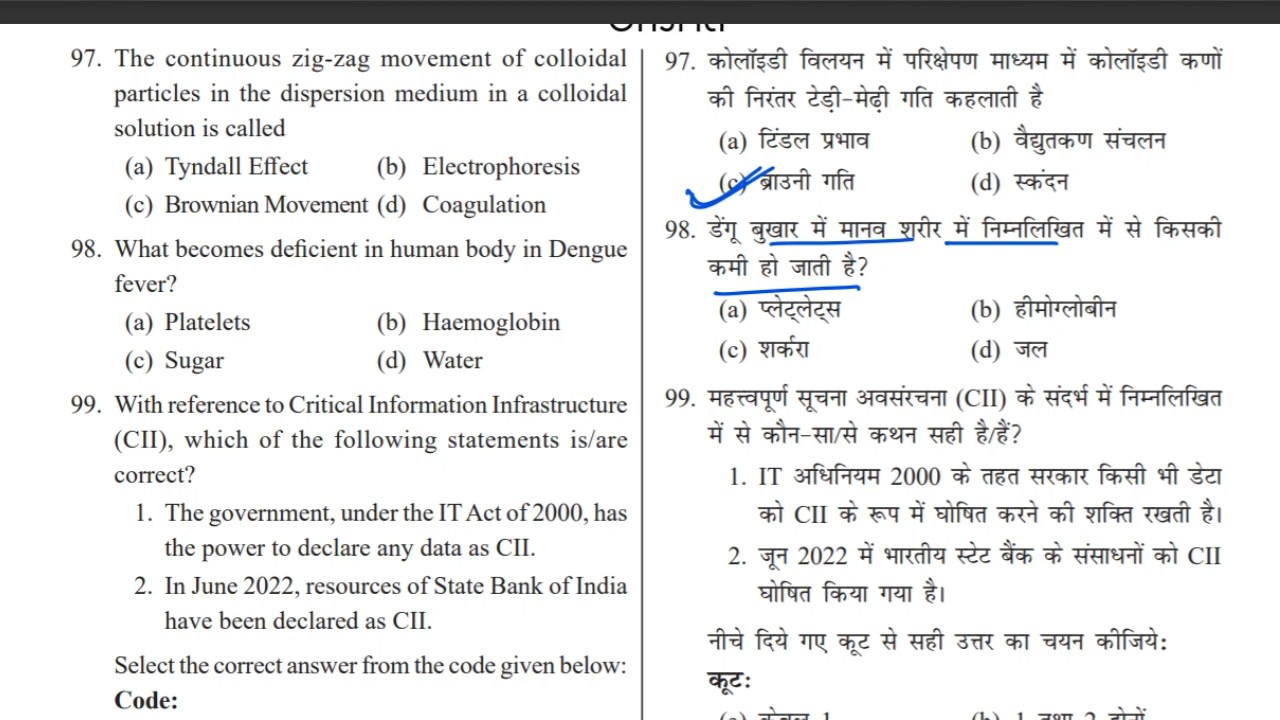 97. The continuous zig-zag movement of colloidal
particles in the dispersion medium in a colloidal
solution is called
(a) Tyndall Effect (b) Electrophoresis
(c) Brownian Movement (d) Coagulation
98. What becomes deficient in human body in Dengue
fever?
(a) Platelets (b) Haemoglobin
(c) Sugar (d) Water
99. With reference to Critical Information Infrastructure
(CII), which of the following statements is/are
correct?
1. The government, under the IT Act of 2000, has
the power to declare any data as CII.
2. In June 2022, resources of State Bank of India
have been declared as CII.
Select the correct answer from the code given below:
Code:
97. कोलॉइडी विलयन में परिक्षेपण माध्यम में कोलॉइडी कणों
की निरंतर टेड़ी-मेढ़ी गति कहलाती है
(a) टिंडल प्रभाव (b) वैद्युतकण संचलन
(c) ब्राउनी गति (d) स्कंदन
98. डेंगू बुखार में मानव शरीर में निम्नलिखित में से किसकी
कमी हो जाती है?
(a) प्लेट्लेट्स (b) हीमोग्लोबीन
(c) शर्करा (d) जल
99. महत्त्वपूर्ण सूचना अवसंरचना (CII) के संदर्भ में निम्नलिखित
में से कौन-सा/से कथन सही है/हैं?
1. IT अधिनियम 2000 के तहत सरकार किसी भी डेटा
को CII के रूप में घोषित करने की शक्ति रखती है।
2. जून 2022 में भारतीय स्टेट बैंक के संसाधनों को CII
घोषित किया गया है।
नीचे दिये गए कूट से सही उत्तर का चयन कीजिये:
कूट:
(a) केवल 1 (b) 1 तथा 2 दोनों